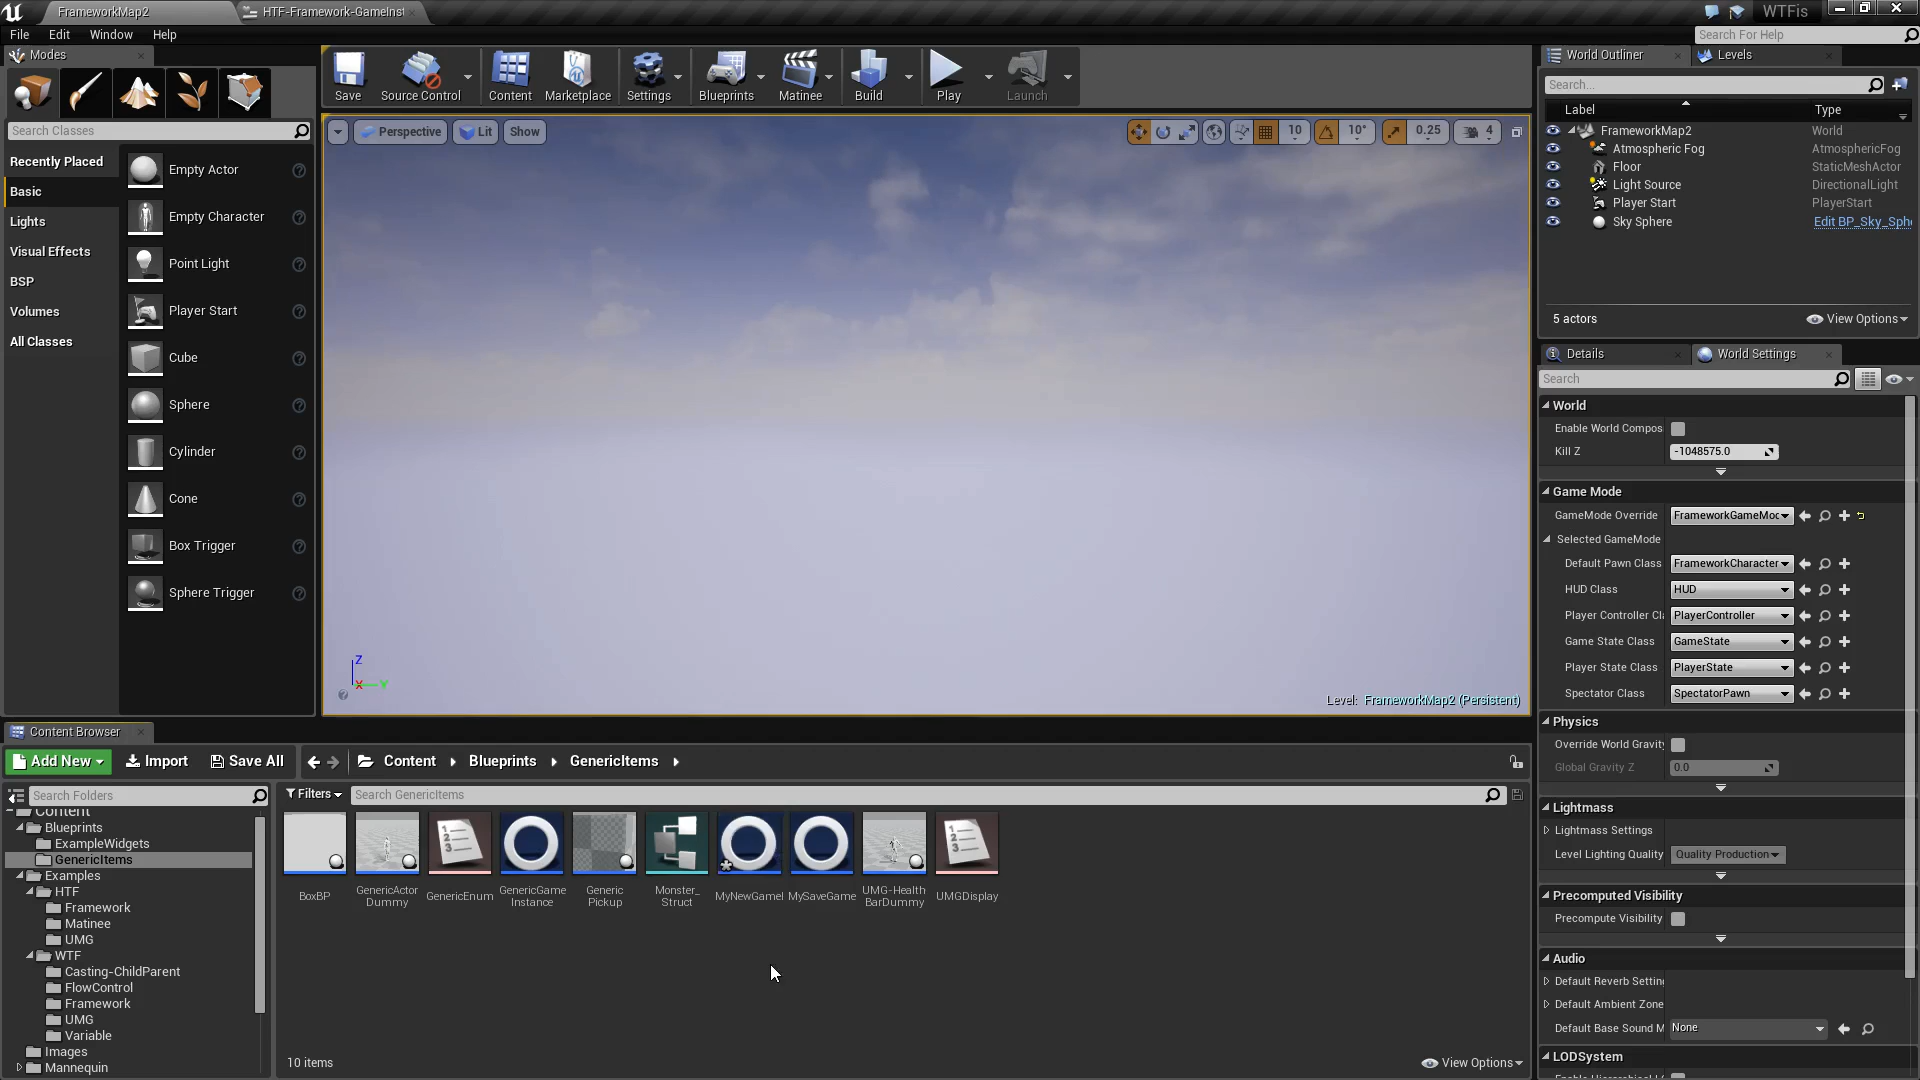 FrameworkMap2
HTF-Framework-GameInst
WTFis
File Edit Window Help
Search For Help
Modes
Save
Source Control
Content
Marketplace
Settings
Blueprints
Matinee
Build
Play
Launch
World Outliner
Levels
Search...
Label Type
FrameworkMap2 World
Atmospheric Fog AtmosphericFog
Floor StaticMeshActor
Light Source DirectionalLight
Player Start PlayerStart
Sky Sphere Edit BP_Sky_Sph
5 actors View Options
Search Classes
Recently Placed
Basic
Lights
Visual Effects
BSP
Volumes
All Classes
Empty Actor
Empty Character
Point Light
Player Start
Cube
Sphere
Cylinder
Cone
Box Trigger
Sphere Trigger
Perspective Lit Show
10 10° 0.25 4
Z
X Y
Level: FrameworkMap2 (Persistent)
Details
World Settings
Search
World
Enable World Compos
Kill Z -1048575.0
Game Mode
GameMode Override FrameworkGameMoc
Selected GameMode
Default Pawn Class FrameworkCharacter
HUD Class HUD
Player Controller Cl PlayerController
Game State Class GameState
Player State Class PlayerState
Spectator Class SpectatorPawn
Physics
Override World Gravity
Global Gravity Z 0.0
Lightmass
Lightmass Settings
Level Lighting Quality Quality Production
Precomputed Visibility
Precompute Visibility
Audio
Default Reverb Setting
Default Ambient Zone
Default Base Sound M None
LODSystem
Content Browser
Add New Import Save All Content Blueprints GenericItems
Search Folders
Filters Search GenericItems
Content
Blueprints
ExampleWidgets
GenericItems
Examples
HTF
Framework
Matinee
UMG
WTF
Casting-ChildParent
FlowControl
Framework
UMG
Variable
Images
Mannequin
BoxBP
GenericActor
Dummy
GenericEnum
GenericGame
Instance
Generic
Pickup
Monster_
Struct
MyNewGameI
MySaveGame
UMG-Health
BarDummy
UMGDisplay
10 items View Options